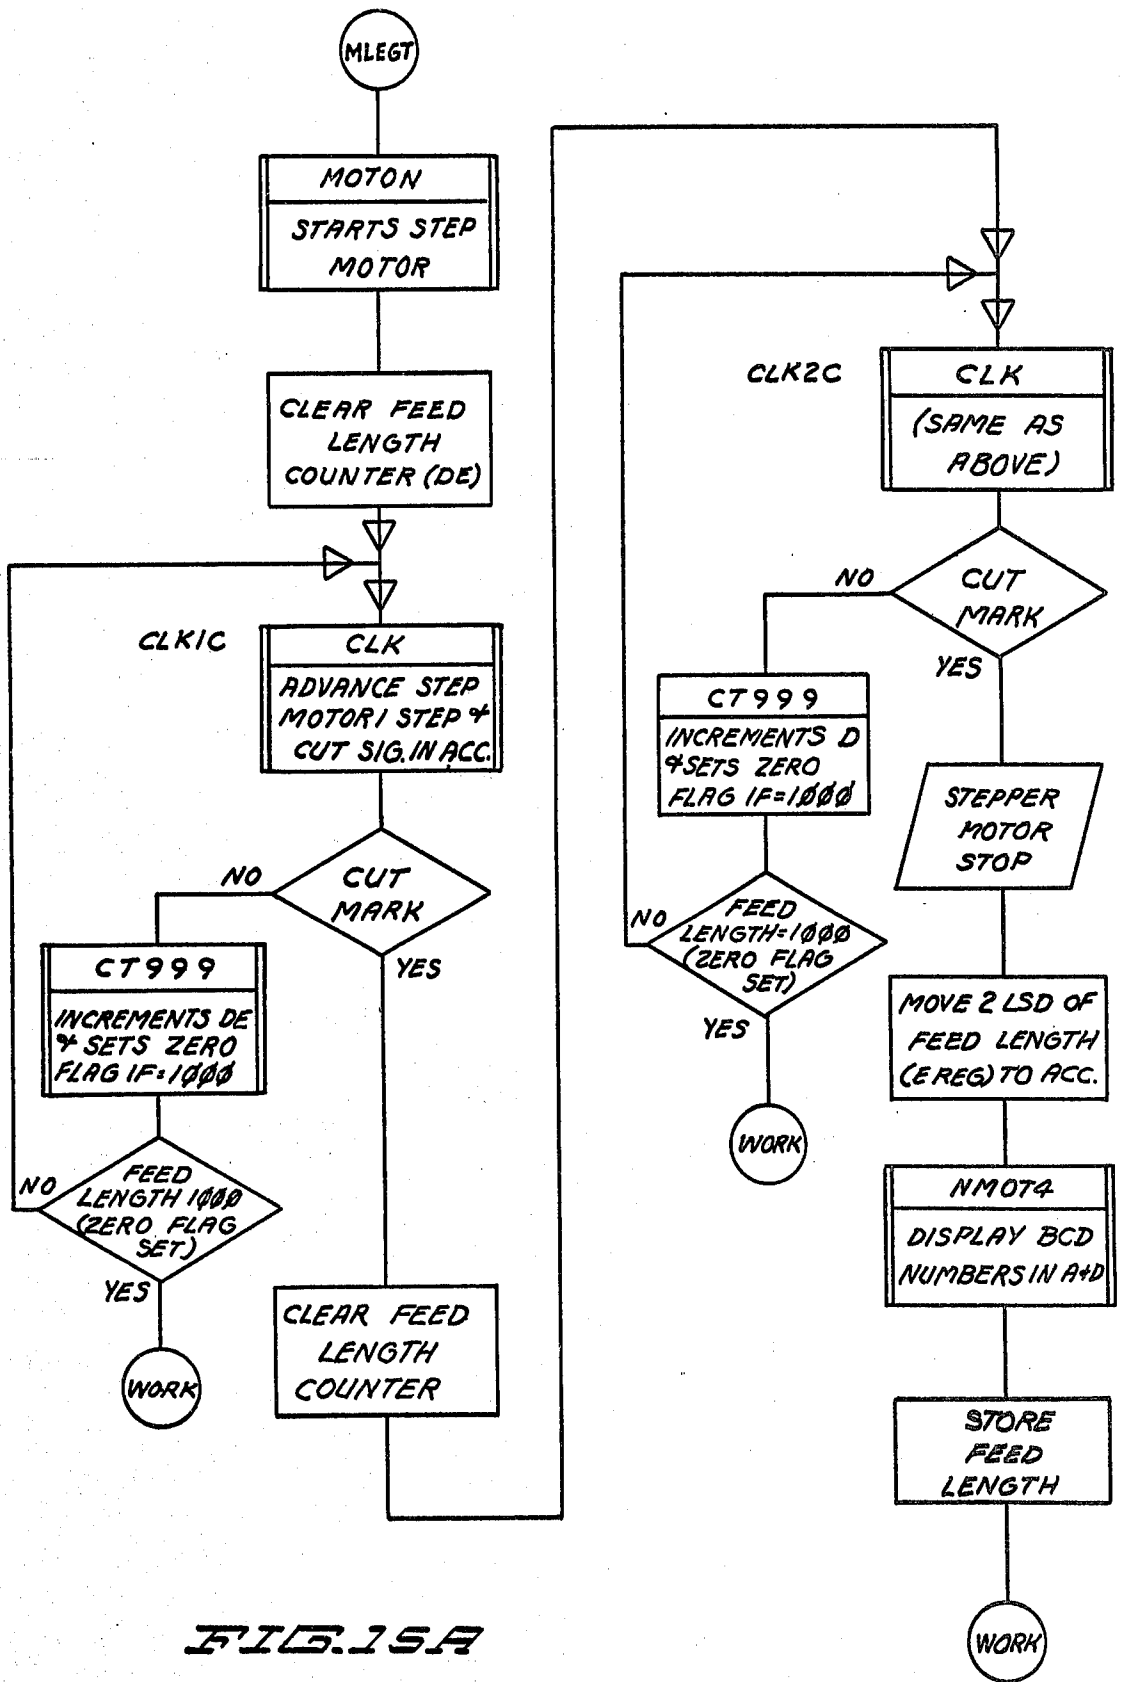 MLEGT
MOTON
STARTS STEP
MOTOR
CLEAR FEED
LENGTH
COUNTER (DE)
CLK1C
CLK
ADVANCE STEP
MOTOR 1 STEP &
CUT SIG. IN ACC.
CUT
MARK
NO
YES
CT999
INCREMENTS DE
& SETS ZERO
FLAG IF=1000
FEED
LENGTH 1000
(ZERO FLAG
SET)
NO
YES
WORK
CLEAR FEED
LENGTH
COUNTER
CLK2C
CLK
(SAME AS
ABOVE)
CUT
MARK
NO
YES
CT999
INCREMENTS D
& SETS ZERO
FLAG IF=1000
FEED
LENGTH=1000
(ZERO FLAG
SET)
NO
YES
WORK
STEPPER
MOTOR
STOP
MOVE 2 LSD OF
FEED LENGTH
(E REG) TO ACC.
NMOT4
DISPLAY BCD
NUMBERS IN A+D
STORE
FEED
LENGTH
WORK
FIG. 15A